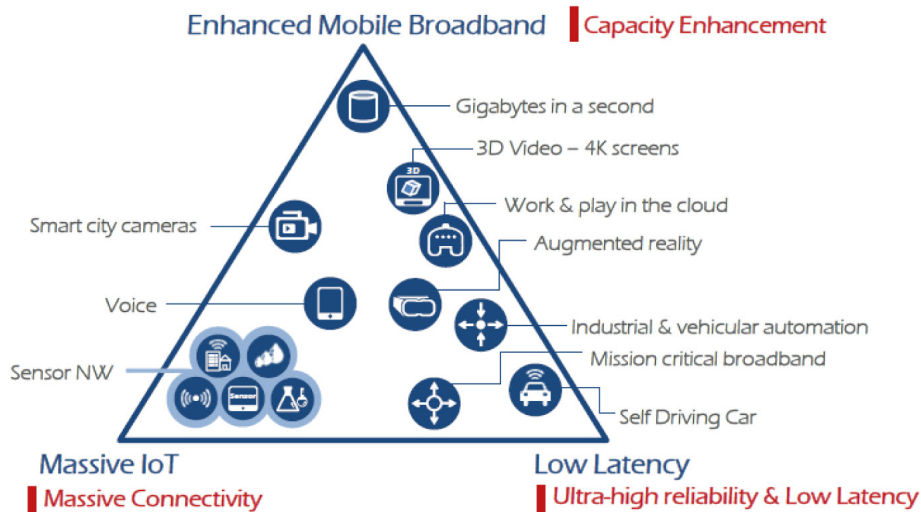 Enhanced Mobile Broadband
Capacity Enhancement
Gigabytes in a second
3D Video – 4K screens
3D
Smart city cameras
Work & play in the cloud
Augmented reality
Voice
Industrial & vehicular automation
Mission critical broadband
Sensor NW
Sensor
Self Driving Car
Massive IoT
Low Latency
Massive Connectivity
Ultra-high reliability & Low Latency